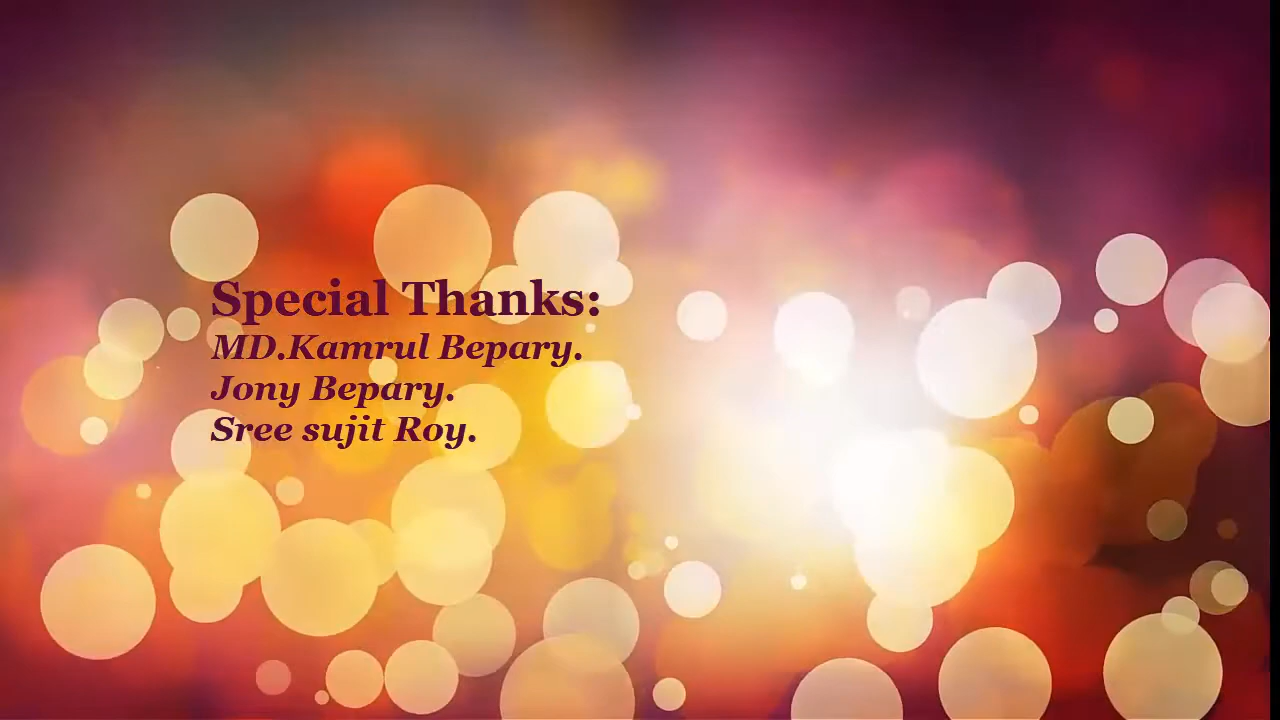 Special Thanks:
MD.Kamrul Bepary.
Jony Bepary.
Sree sujit Roy.